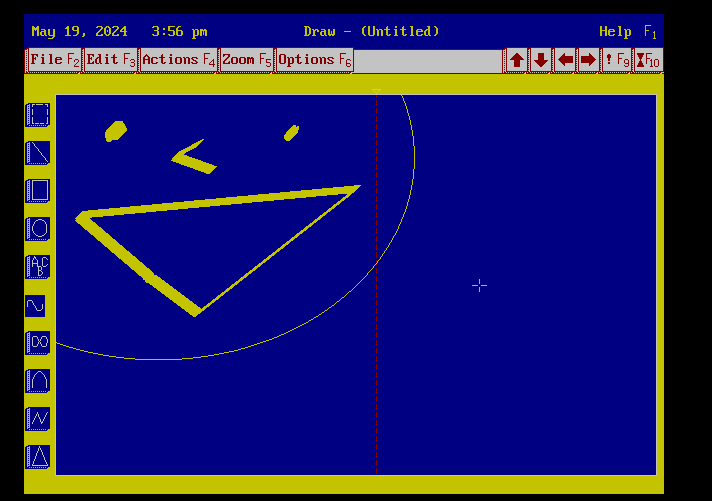 May 19, 2024 3:56 pm Draw - (Untitled) Help F1
File F2 Edit F3 Actions F4 Zoom F5 Options F6 ! F9 F10
ABC